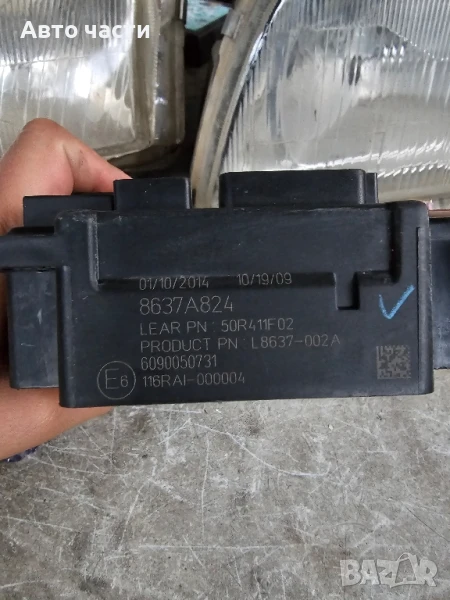 Авто части
01/10/2014 10/19/09
8637A824
LEAR PN : 50R411F02
PRODUCT PN : L8637-002A
6090050731
E6 116RAI-000004
BAZAR